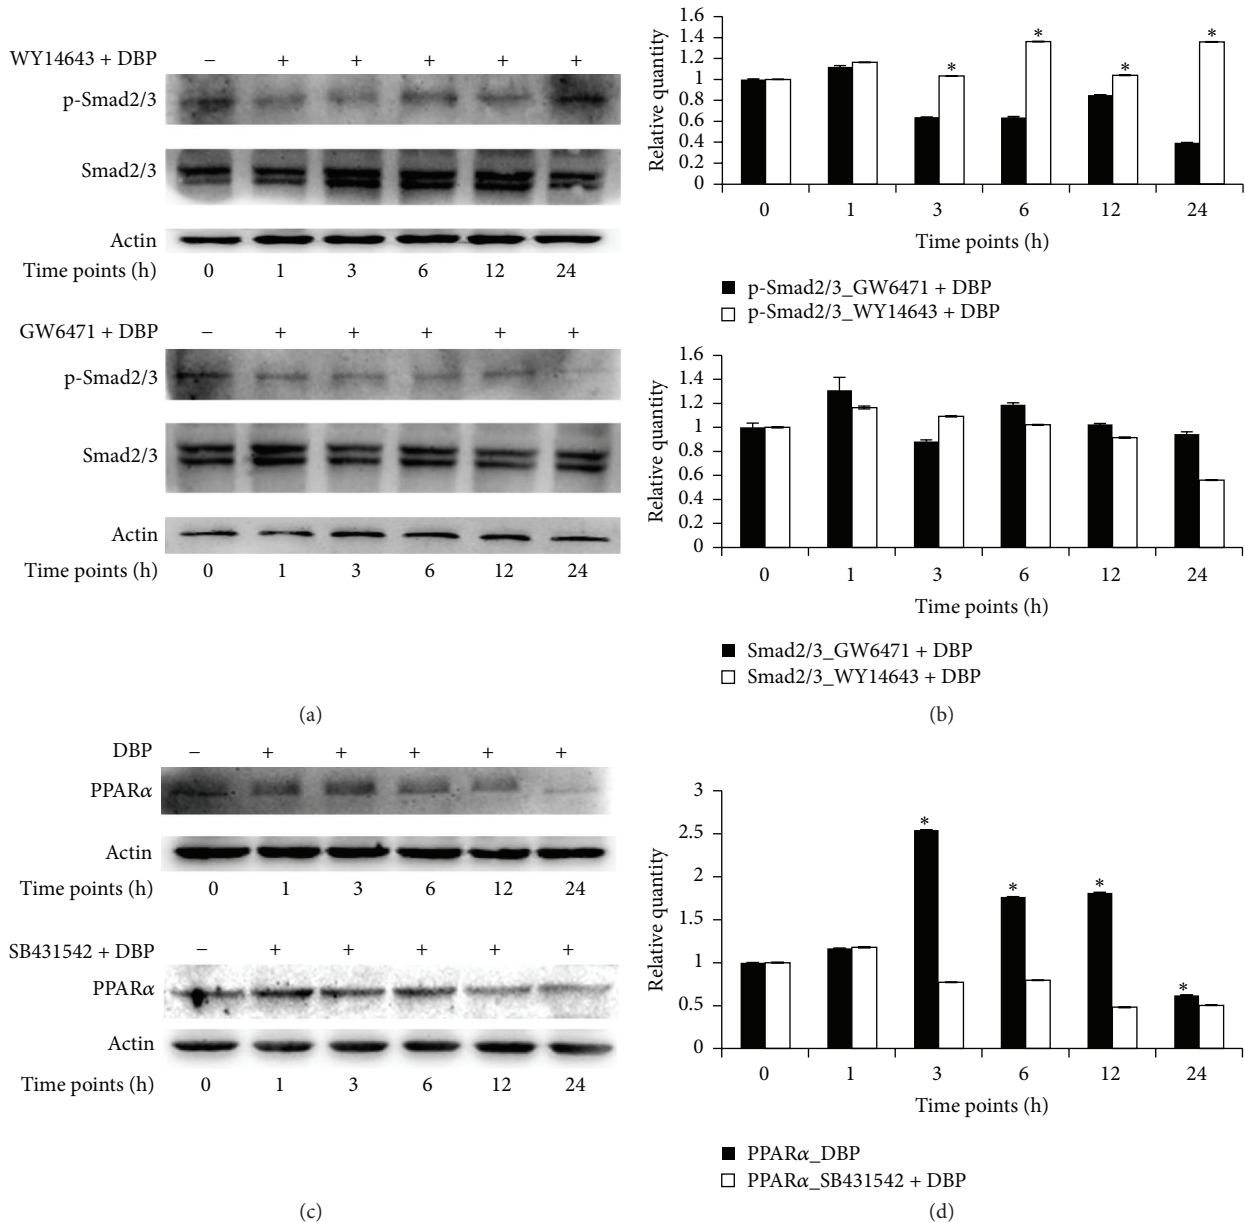 WY14643 + DBP − + + + + +
p-Smad2/3
Smad2/3
Actin
Time points (h) 0 1 3 6 12 24
GW6471 + DBP − + + + + +
p-Smad2/3
Smad2/3
Actin
Time points (h) 0 1 3 6 12 24
(a)
Relative quantity
1.6
1.4
1.2
1
0.8
0.6
0.4
0.2
0
* * * *
0 1 3 6 12 24
Time points (h)
p-Smad2/3_GW6471 + DBP
p-Smad2/3_WY14643 + DBP
Relative quantity
1.6
1.4
1.2
1
0.8
0.6
0.4
0.2
0
0 1 3 6 12 24
Time points (h)
Smad2/3_GW6471 + DBP
Smad2/3_WY14643 + DBP
(b)
DBP − + + + + +
PPARα
Actin
Time points (h) 0 1 3 6 12 24
SB431542 + DBP − + + + + +
PPARα
Actin
Time points (h) 0 1 3 6 12 24
(c)
Relative quantity
3
2.5
2
1.5
1
0.5
0
* * * *
0 1 3 6 12 24
Time points (h)
PPARα_DBP
PPARα_SB431542 + DBP
(d)